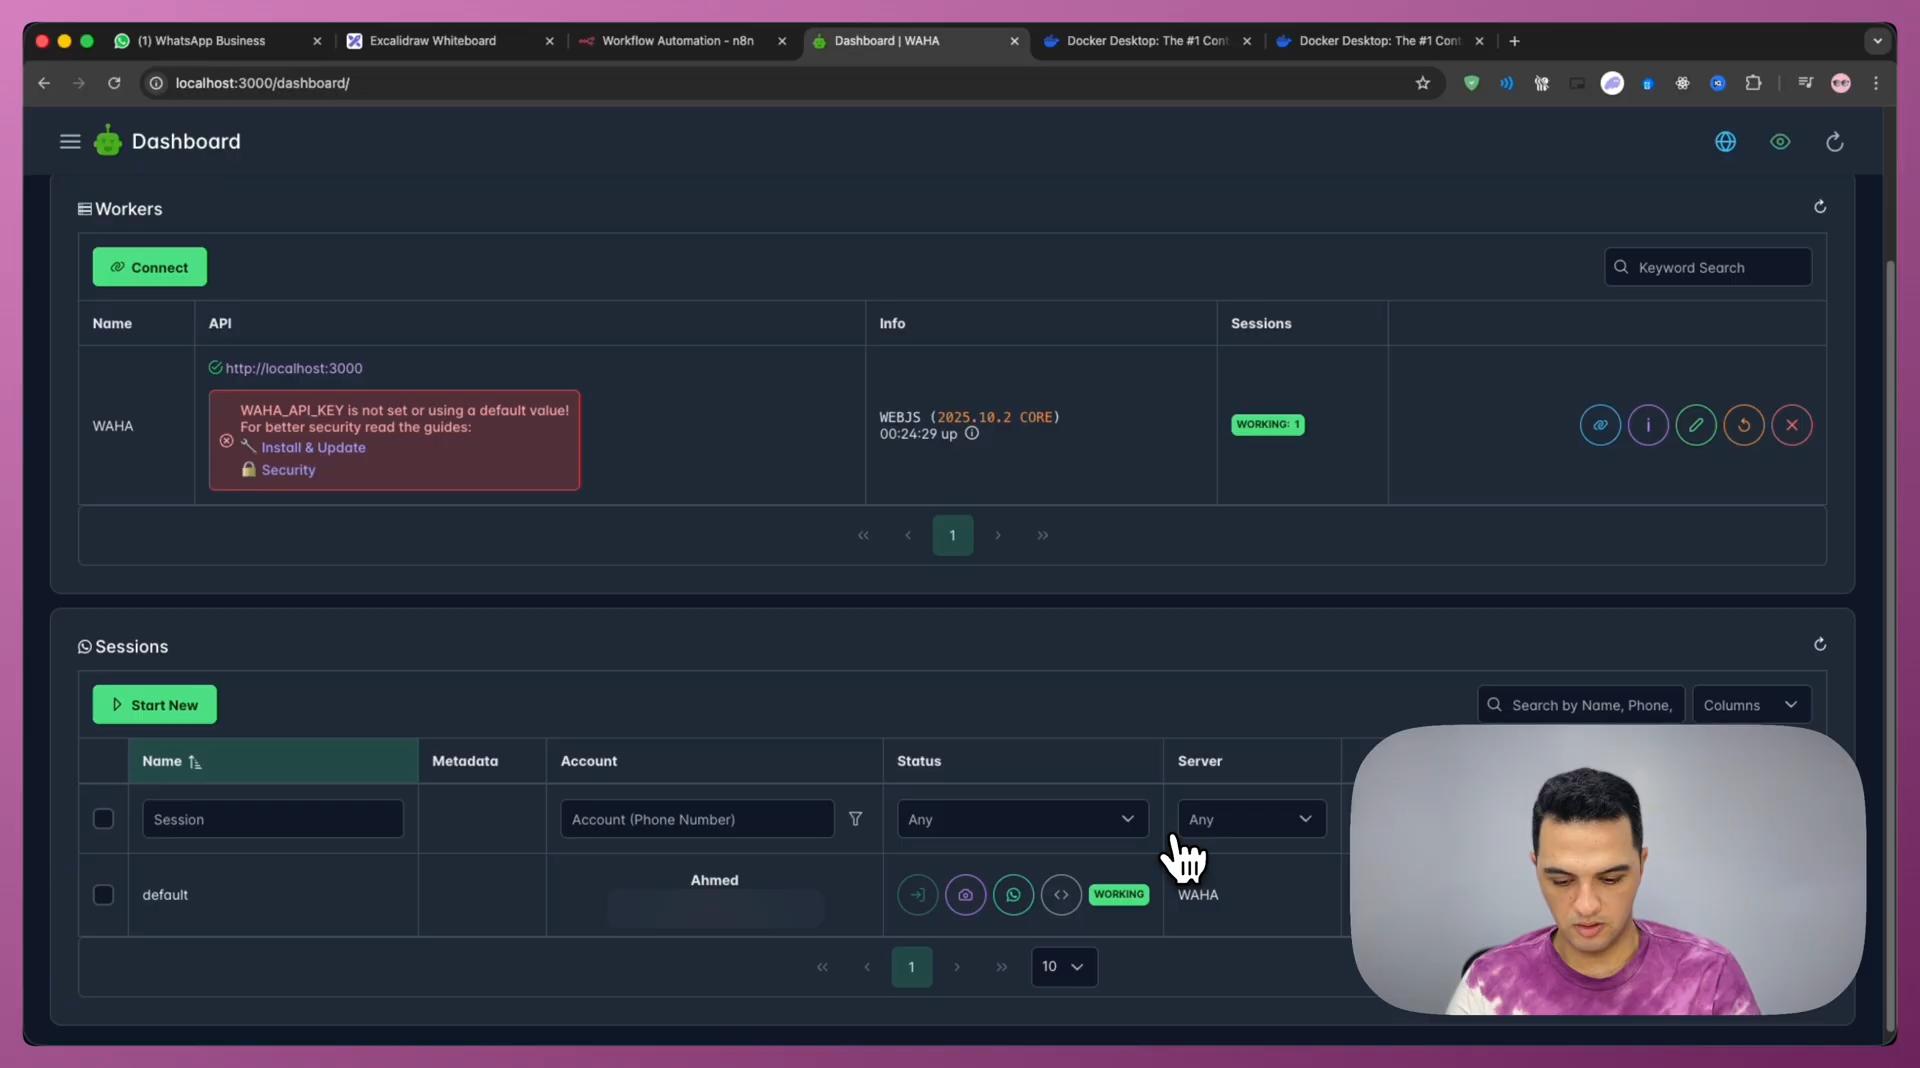 (1) WhatsApp Business
Excalidraw Whiteboard
Workflow Automation - n8n
Dashboard | WAHA
Docker Desktop: The #1 Cont
Docker Desktop: The #1 Cont
localhost:3000/dashboard/
Dashboard
Workers
Connect
Keyword Search
Name
API
Info
Sessions
http://localhost:3000
WAHA
WAHA_API_KEY is not set or using a default value!
For better security read the guides:
Install & Update
Security
WEBJS (2025.10.2 CORE)
00:24:29 up
WORKING: 1
1
Sessions
Start New
Search by Name, Phone,
Columns
Name
Metadata
Account
Status
Server
Session
Account (Phone Number)
Any
Any
default
Ahmed
WORKING
WAHA
1
10